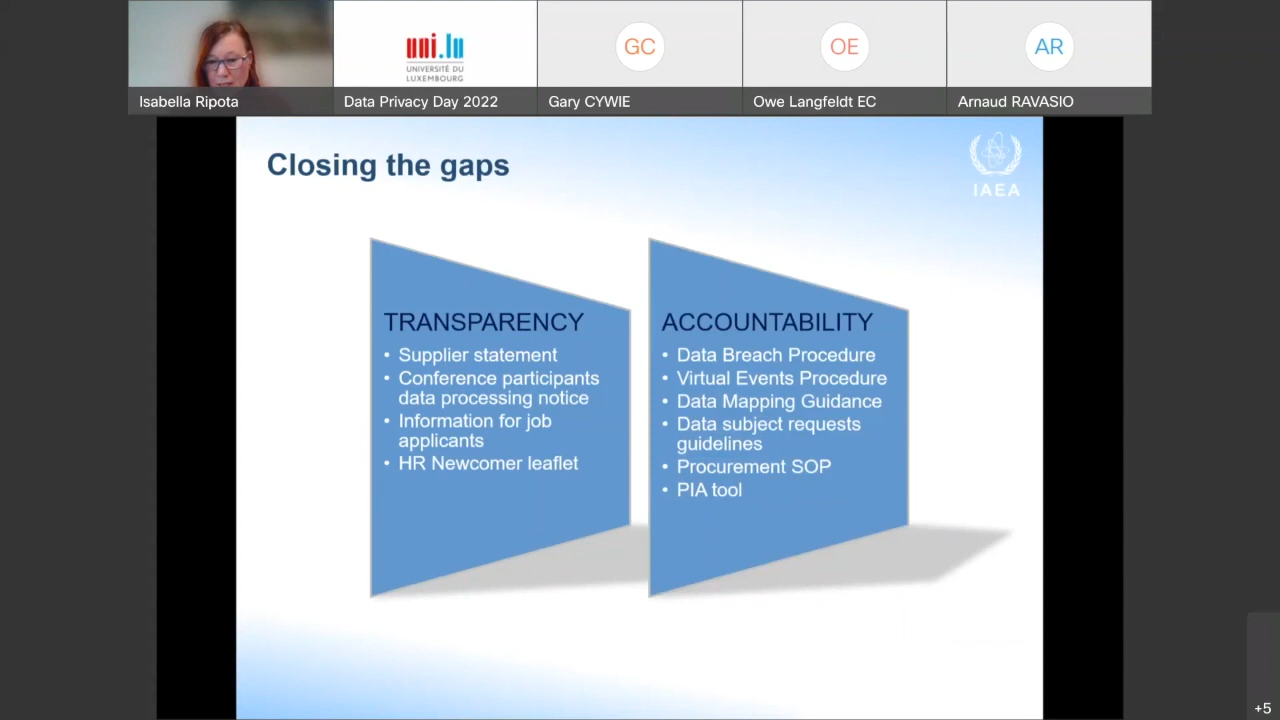 uni.lu
UNIVERSITÉ DU
LUXEMBOURG
GC
OE
AR
Isabella Ripota
Data Privacy Day 2022
Gary CYWIE
Owe Langfeldt EC
Arnaud RAVASIO
Closing the gaps
IAEA
TRANSPARENCY
• Supplier statement
• Conference participants
data processing notice
• Information for job
applicants
• HR Newcomer leaflet
ACCOUNTABILITY
• Data Breach Procedure
• Virtual Events Procedure
• Data Mapping Guidance
• Data subject requests
guidelines
• Procurement SOP
• PIA tool
+5